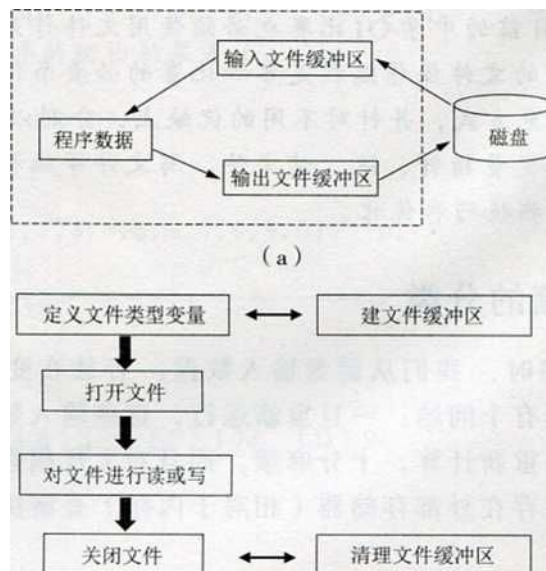 输入文件缓冲区
程序数据
磁盘
输出文件缓冲区
(a)
定义文件类型变量
建文件缓冲区
打开文件
对文件进行读或写
关闭文件
清理文件缓冲区